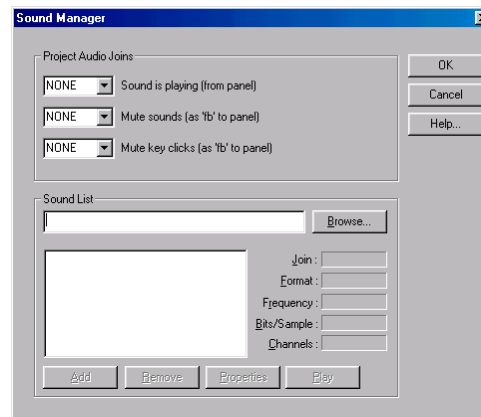 Sound Manager
Project Audio Joins
NONE Sound is playing (from panel)
NONE Mute sounds (as 'fb' to panel)
NONE Mute key clicks (as 'fb' to panel)
OK
Cancel
Help...
Sound List
Browse...
Join :
Format :
Frequency :
Bits/Sample :
Channels :
Add Remove Properties Play